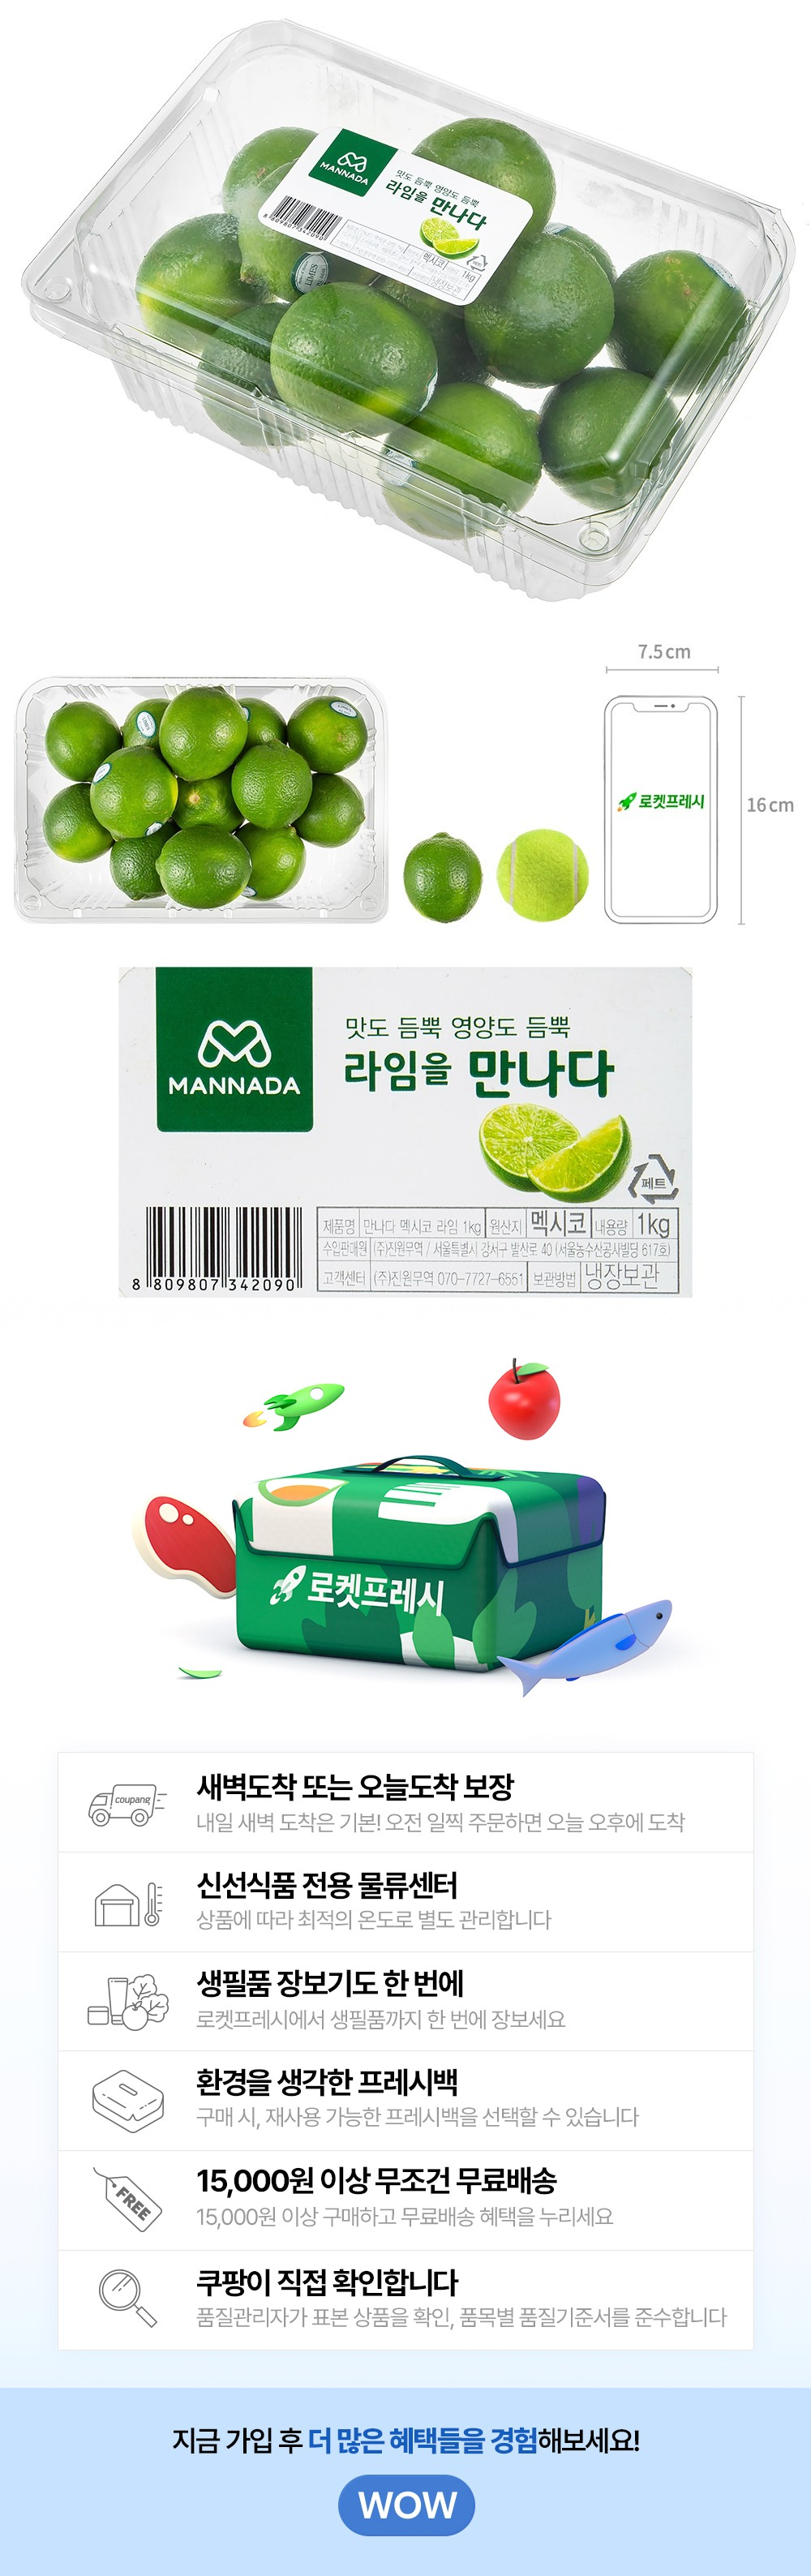 MANNADA
맛도 듬뿍 영양도 듬뿍
라임을 만나다
8 809807 342090
멕시코
1kg
냉장보관
LIMES
7.5cm
로켓프레시
16cm
MANNADA
맛도 듬뿍 영양도 듬뿍
라임을 만나다
페트
제품명 만나다 멕시코 라임 1kg 원산지 멕시코 내용량 1kg
수입판매원 (주)진원무역 / 서울특별시 강서구 발산로 40 (서울농수산공사빌딩 617호)
고객센터 (주)진원무역 070-7727-6551 보관방법 냉장보관
8 809807 342090
로켓프레시
coupang
새벽도착 또는 오늘도착 보장
내일 새벽 도착은 기본! 오전 일찍 주문하면 오늘 오후에 도착
신선식품 전용 물류센터
상품에 따라 최적의 온도로 별도 관리합니다
생필품 장보기도 한 번에
로켓프레시에서 생필품까지 한 번에 장보세요
환경을 생각한 프레시백
구매 시, 재사용 가능한 프레시백을 선택할 수 있습니다
FREE
15,000원 이상 무조건 무료배송
15,000원 이상 구매하고 무료배송 혜택을 누리세요
쿠팡이 직접 확인합니다
품질관리자가 표본 상품을 확인, 품목별 품질기준서를 준수합니다
지금 가입 후 더 많은 혜택들을 경험해보세요!
WOW